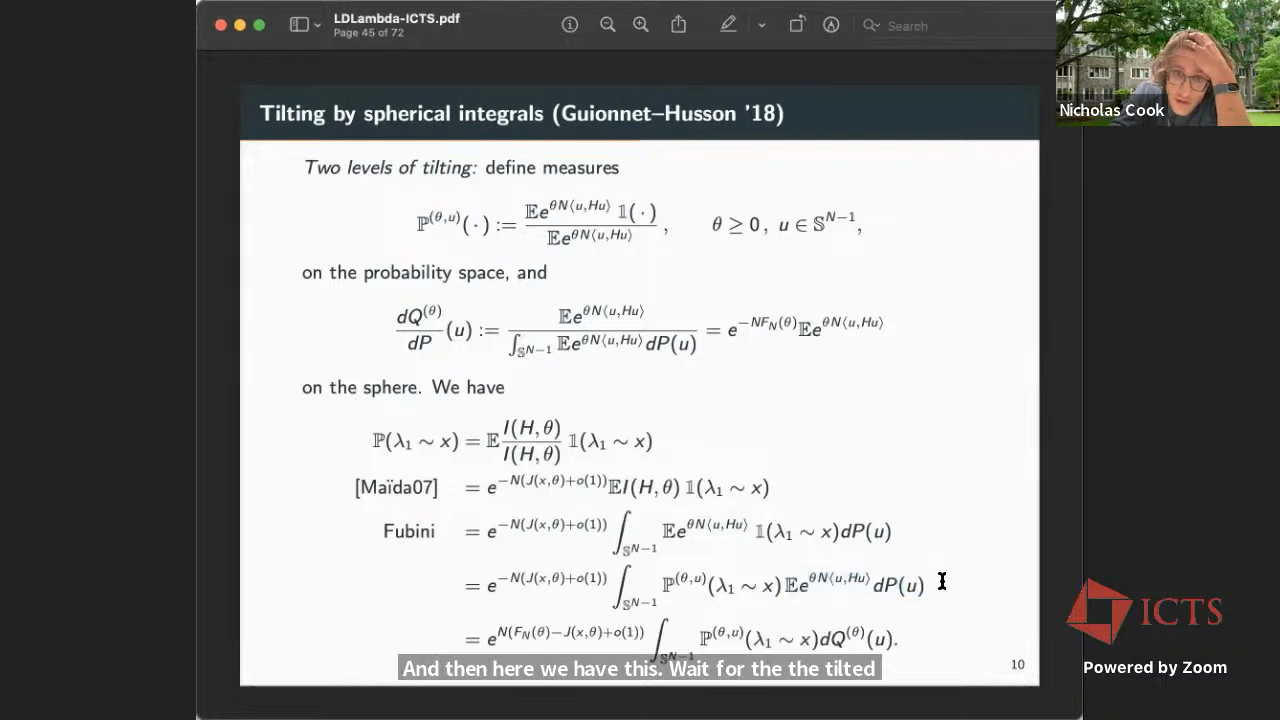 LDLambda-ICTS.pdf
Page 45 of 72
Search
Nicholas Cook
Tilting by spherical integrals (Guionnet–Husson '18)
Two levels of tilting: define measures
ℙ^(θ,u)(·) := 𝔼e^{θN⟨u,Hu⟩} 𝟙(·) / 𝔼e^{θN⟨u,Hu⟩} , θ ≥ 0 , u ∈ 𝕊^{N−1},
on the probability space, and
dQ^(θ)/dP (u) := 𝔼e^{θN⟨u,Hu⟩} / ∫_{𝕊^{N−1}} 𝔼e^{θN⟨u,Hu⟩}dP(u) = e^{−NF_N(θ)}𝔼e^{θN⟨u,Hu⟩}
on the sphere. We have
ℙ(λ₁ ∼ x) = 𝔼 I(H, θ)/I(H, θ) 𝟙(λ₁ ∼ x)
[Maïda07] = e^{−N(J(x,θ)+o(1))}𝔼I(H, θ) 𝟙(λ₁ ∼ x)
Fubini = e^{−N(J(x,θ)+o(1))} ∫_{𝕊^{N−1}} 𝔼e^{θN⟨u,Hu⟩} 𝟙(λ₁ ∼ x)dP(u)
= e^{−N(J(x,θ)+o(1))} ∫_{𝕊^{N−1}} ℙ^(θ,u)(λ₁ ∼ x) 𝔼e^{θN⟨u,Hu⟩}dP(u)
= e^{N(F_N(θ)−J(x,θ)+o(1))} ∫_{𝕊^{N−1}} ℙ^(θ,u)(λ₁ ∼ x)dQ^(θ)(u).
And then here we have this. Wait for the the tilted
10
ICTS
Powered by Zoom